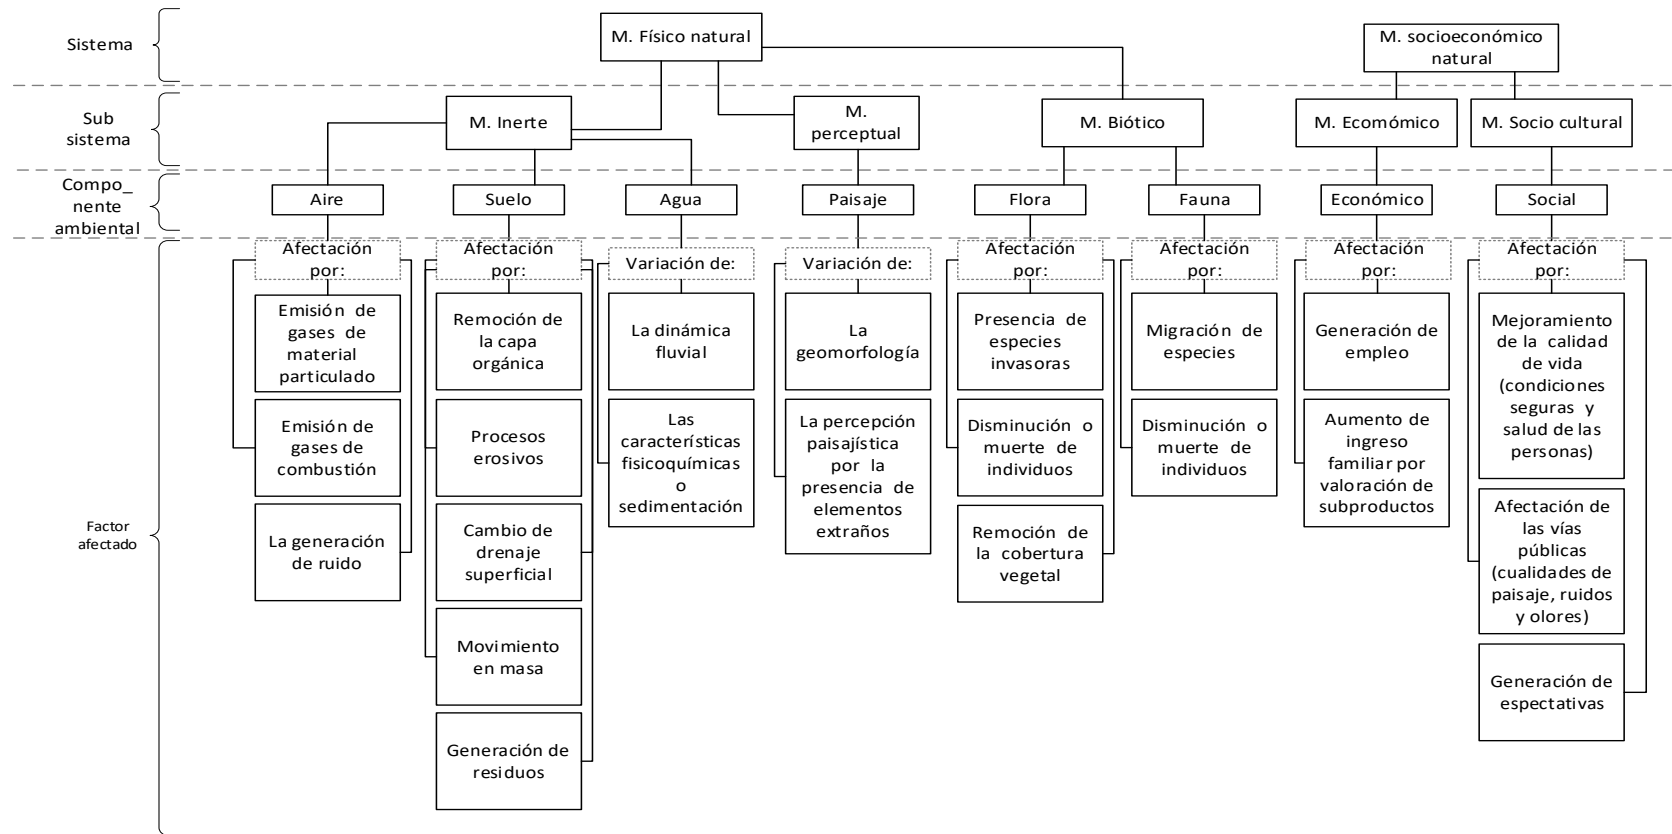 Sistema
M. Físico natural
M. socioeconómico
natural
Sub
sistema
M. Inerte
M.
perceptual
M. Biótico
M. Ecomómico
M. Socio cultural
Compo_
nente
ambiental
Aire
Suelo
Agua
Paisaje
Flora
Fauna
Económico
Social
Factor
afectado
Afectación
por:
Emisión de
gases de
material
particulado
Emisión de
gases de
combustión
La generación
de ruido
Afectación
por:
Remoción de
la capa
orgánica
Procesos
erosivos
Cambio de
drenaje
superficial
Movimiento
en masa
Generación de
residuos
Variación de:
La dinámica
fluvial
Las
características
fisicoquímicas
o
sedimentación
Variación de:
La
geomorfología
La percepción
paisajística
por la
presencia de
elementos
extraños
Afectación
por:
Presencia de
especies
invasoras
Disminución o
muerte de
individuos
Remoción de
la cobertura
vegetal
Afectación
por:
Migración de
especies
Disminución o
muerte de
individuos
Afectación
por:
Generación de
empleo
Aumento de
ingreso
familiar por
valoración de
subproductos
Afectación
por:
Mejoramiento
de la calidad
de vida
(condiciones
seguras y
salud de las
personas)
Afectación de
las vías
públicas
(cualidades de
paisaje, ruidos
y olores)
Generación de
espectativas